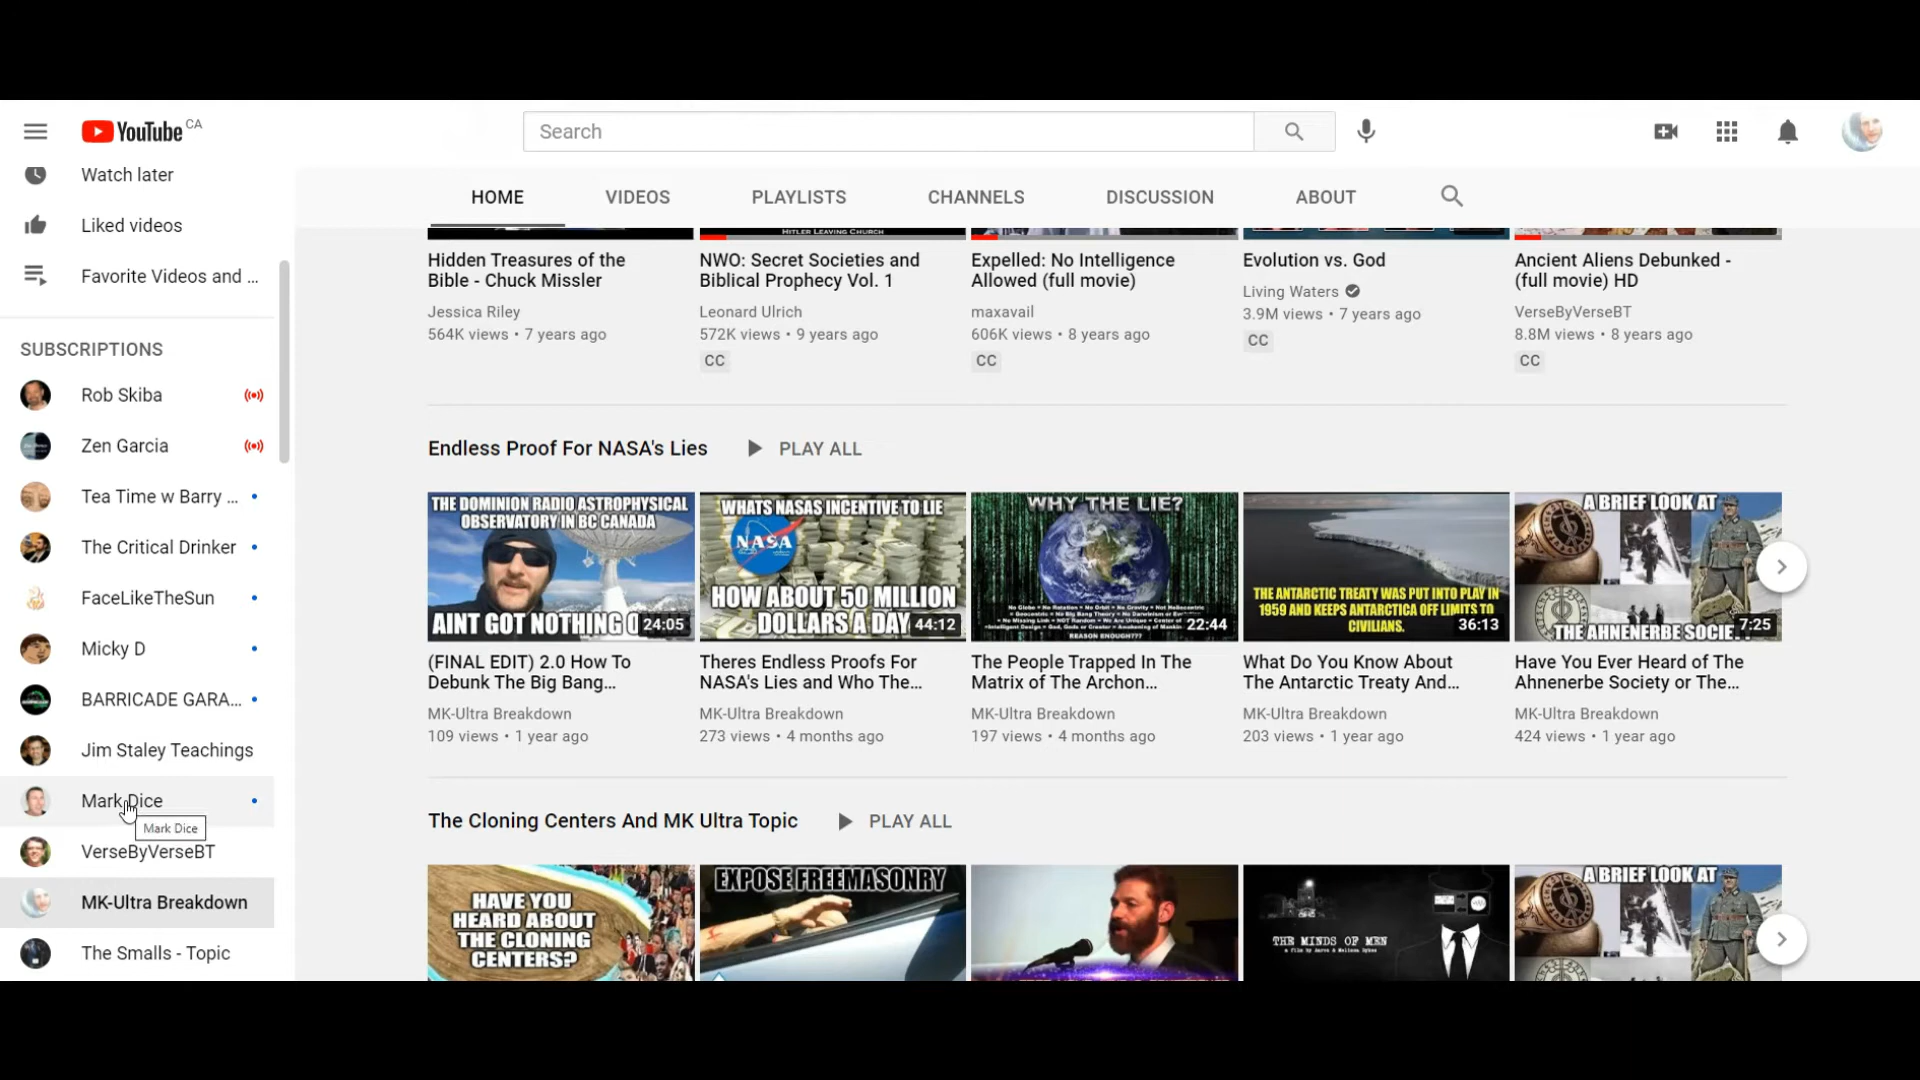 YouTube CA
Search
Watch later
Liked videos
Favorite Videos and ...
SUBSCRIPTIONS
Rob Skiba
Zen Garcia
Tea Time w Barry ...
The Critical Drinker
FaceLikeTheSun
Micky D
BARRICADE GARA...
Jim Staley Teachings
Mark Dice
Mark Dice
VerseByVerseBT
MK-Ultra Breakdown
The Smalls - Topic
HOME VIDEOS PLAYLISTS CHANNELS DISCUSSION ABOUT
Hidden Treasures of the
Bible - Chuck Missler
Jessica Riley
564K views • 7 years ago
HITLER LEAVING CHURCH
NWO: Secret Societies and
Biblical Prophecy Vol. 1
Leonard Ulrich
572K views • 9 years ago
CC
Expelled: No Intelligence
Allowed (full movie)
maxavail
606K views • 8 years ago
CC
Evolution vs. God
Living Waters
3.9M views • 7 years ago
CC
Ancient Aliens Debunked -
(full movie) HD
VerseByVerseBT
8.8M views • 8 years ago
CC
Endless Proof For NASA's Lies PLAY ALL
THE DOMINION RADIO ASTROPHYSICAL
OBSERVATORY IN BC CANADA
AINT GOT NOTHING
24:05
(FINAL EDIT) 2.0 How To
Debunk The Big Bang...
MK-Ultra Breakdown
109 views • 1 year ago
WHATS NASAS INCENTIVE TO LIE
NASA
HOW ABOUT 50 MILLION
DOLLARS A DAY
44:12
Theres Endless Proofs For
NASA's Lies and Who The...
MK-Ultra Breakdown
273 views • 4 months ago
WHY THE LIE?
REASON ENOUGH???
22:44
The People Trapped In The
Matrix of The Archon...
MK-Ultra Breakdown
197 views • 4 months ago
THE ANTARCTIC TREATY WAS PUT INTO PLAY IN
1959 AND KEEPS ANTARCTICA OFF LIMITS TO
CIVILIANS.
36:13
What Do You Know About
The Antarctic Treaty And...
MK-Ultra Breakdown
203 views • 1 year ago
A BRIEF LOOK AT
THE AHNENERBE SOCIE
7:25
Have You Ever Heard of The
Ahnenerbe Society or The...
MK-Ultra Breakdown
424 views • 1 year ago
The Cloning Centers And MK Ultra Topic PLAY ALL
HAVE YOU
HEARD ABOUT
THE CLONING
CENTERS?
EXPOSE FREEMASONRY
THE MINDS OF MEN
A BRIEF LOOK AT